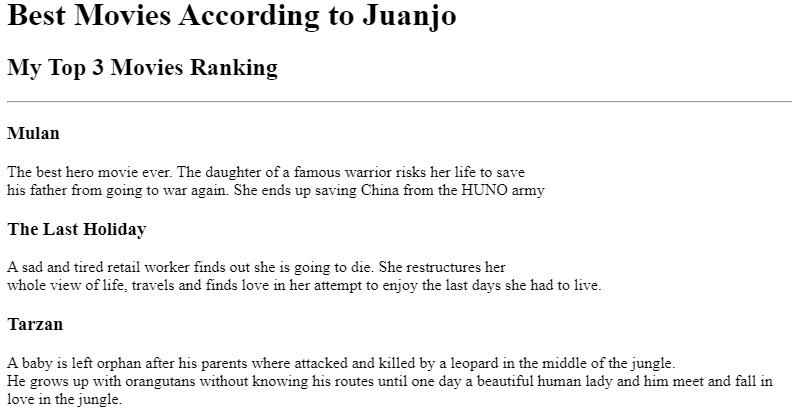 Best Movies According to Juanjo
My Top 3 Movies Ranking
Mulan
The best hero movie ever. The daughter of a famous warrior risks her life to save
his father from going to war again. She ends up saving China from the HUNO army
The Last Holiday
A sad and tired retail worker finds out she is going to die. She restructures her
whole view of life, travels and finds love in her attempt to enjoy the last days she had to live.
Tarzan
A baby is left orphan after his parents where attacked and killed by a leopard in the middle of the jungle.
He grows up with orangutans without knowing his routes until one day a beautiful human lady and him meet and fall in
love in the jungle.